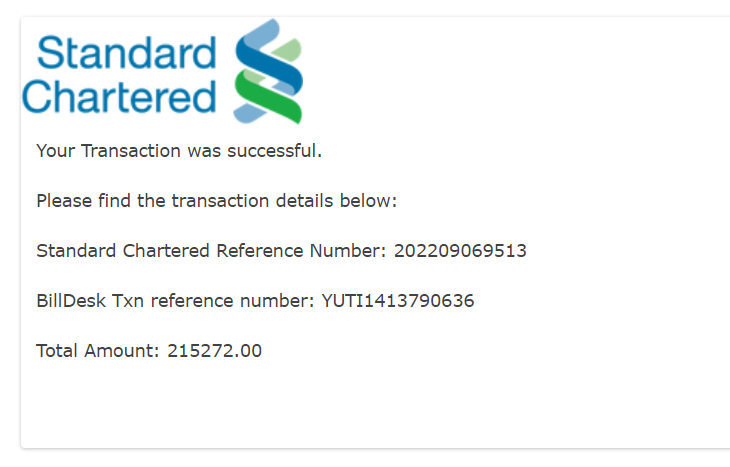 Standard
Chartered
Your Transaction was successful.
Please find the transaction details below:
Standard Chartered Reference Number: 202209069513
BillDesk Txn reference number: YUTI1413790636
Total Amount: 215272.00